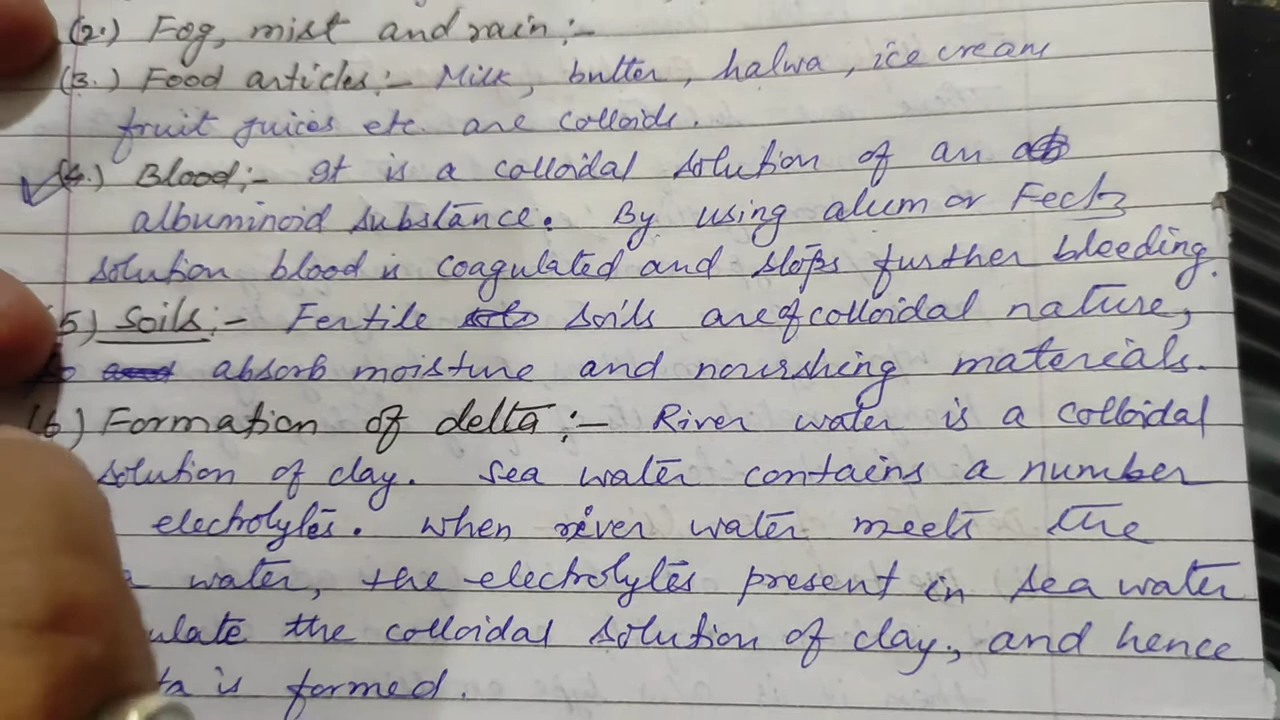 (2.) Fog, mist and rain :-
(3.) Food articles :- Milk, butter, halwa, ice cream
fruit juices etc. are colloids.
(4.) Blood :- It is a colloidal solution of an
albuminoid substance. By using alum or Fecl3
solution blood is coagulated and stops further bleeding.
5) Soils :- Fertile soils are of colloidal nature,
absorb moisture and nourshing materials.
(6) Formation of delta :- River water is a colloidal
solution of clay. Sea water contains a number
electrolytes. When river water meets the
water, the electrolytes present in sea water
ulate the colloidal solution of clay, and hence
ta is formed.